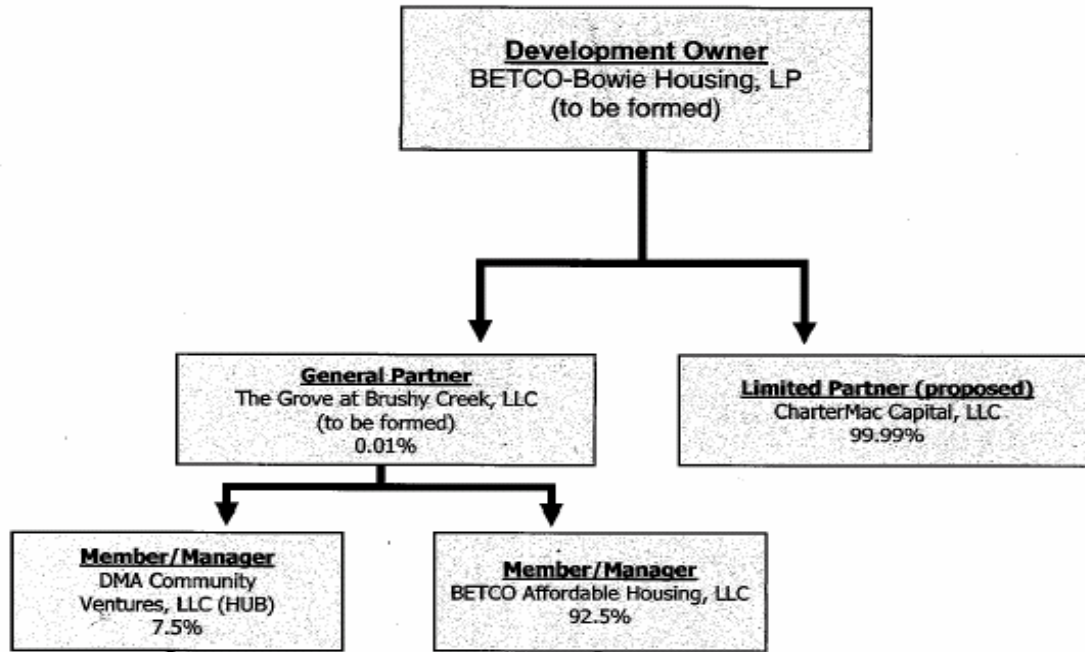 Development Owner
BETCO-Bowie Housing, LP
(to be formed)
General Partner
The Grove at Brushy Creek, LLC
(to be formed)
0.01%
Limited Partner (proposed)
CharterMac Capital, LLC
99.99%
Member/Manager
DMA Community
Ventures, LLC (HUB)
7.5%
Member/Manager
BETCO Affordable Housing, LLC
92.5%